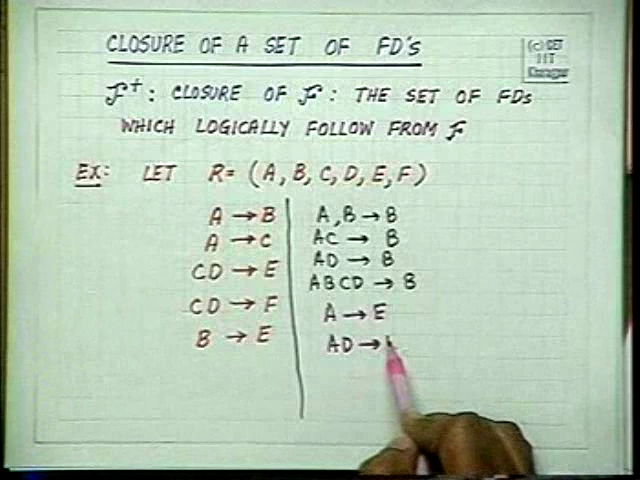 CLOSURE OF A SET OF FD'S
(c) CET
IIT
Kharagpur
F⁺: CLOSURE OF F: THE SET OF FDs
WHICH LOGICALLY FOLLOW FROM F
EX: LET R= (A, B, C, D, E, F)
A → B
A → C
CD → E
CD → F
B → E
A, B → B
AC → B
AD → B
ABCD → B
A → E
AD →